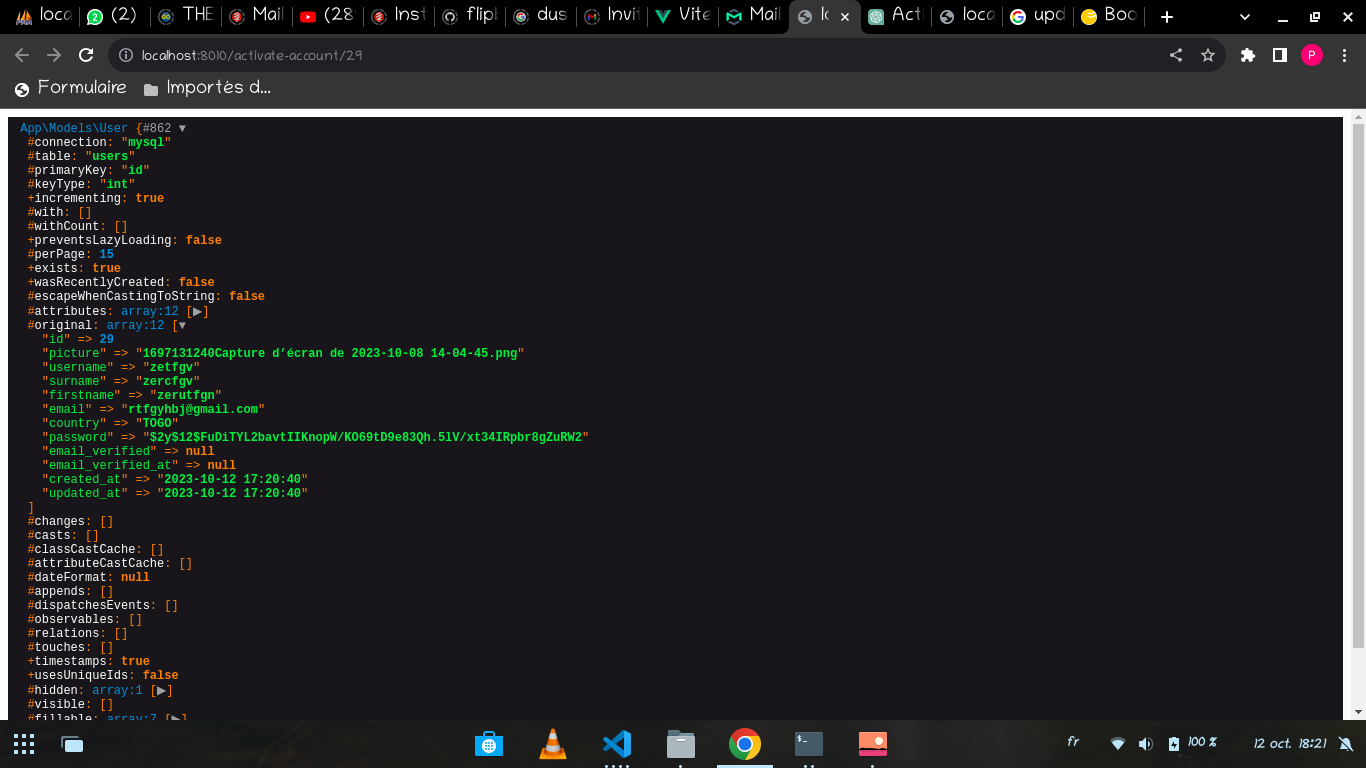 loca
(2)
THE
Mail
(28
Inst
flip
dus
Invit
Vite
Mail
lo
Act
loca
upd
Boo
localhost:8010/activate-account/29
Formulaire
Importés d...
App\Models\User {#862 ▼
#connection: "mysql"
#table: "users"
#primaryKey: "id"
#keyType: "int"
+incrementing: true
#with: []
#withCount: []
+preventsLazyLoading: false
#perPage: 15
+exists: true
+wasRecentlyCreated: false
#escapeWhenCastingToString: false
#attributes: array:12 [▶]
#original: array:12 [▼
"id" => 29
"picture" => "1697131240Capture d’écran de 2023-10-08 14-04-45.png"
"username" => "zetfgv"
"surname" => "zercfgv"
"firstname" => "zerutfgn"
"email" => "rtfgyhbj@gmail.com"
"country" => "TOGO"
"password" => "$2y$12$FuDiTYL2bavtIIKnopW/KO69tD9e83Qh.5lV/xt34IRpbr8gZuRW2"
"email_verified" => null
"email_verified_at" => null
"created_at" => "2023-10-12 17:20:40"
"updated_at" => "2023-10-12 17:20:40"
]
#changes: []
#casts: []
#classCastCache: []
#attributeCastCache: []
#dateFormat: null
#appends: []
#dispatchesEvents: []
#observables: []
#relations: []
#touches: []
+timestamps: true
+usesUniqueIds: false
#hidden: array:1 [▶]
#visible: []
#fillable: array:7 [▶]
fr
100 %
12 oct. 18:21